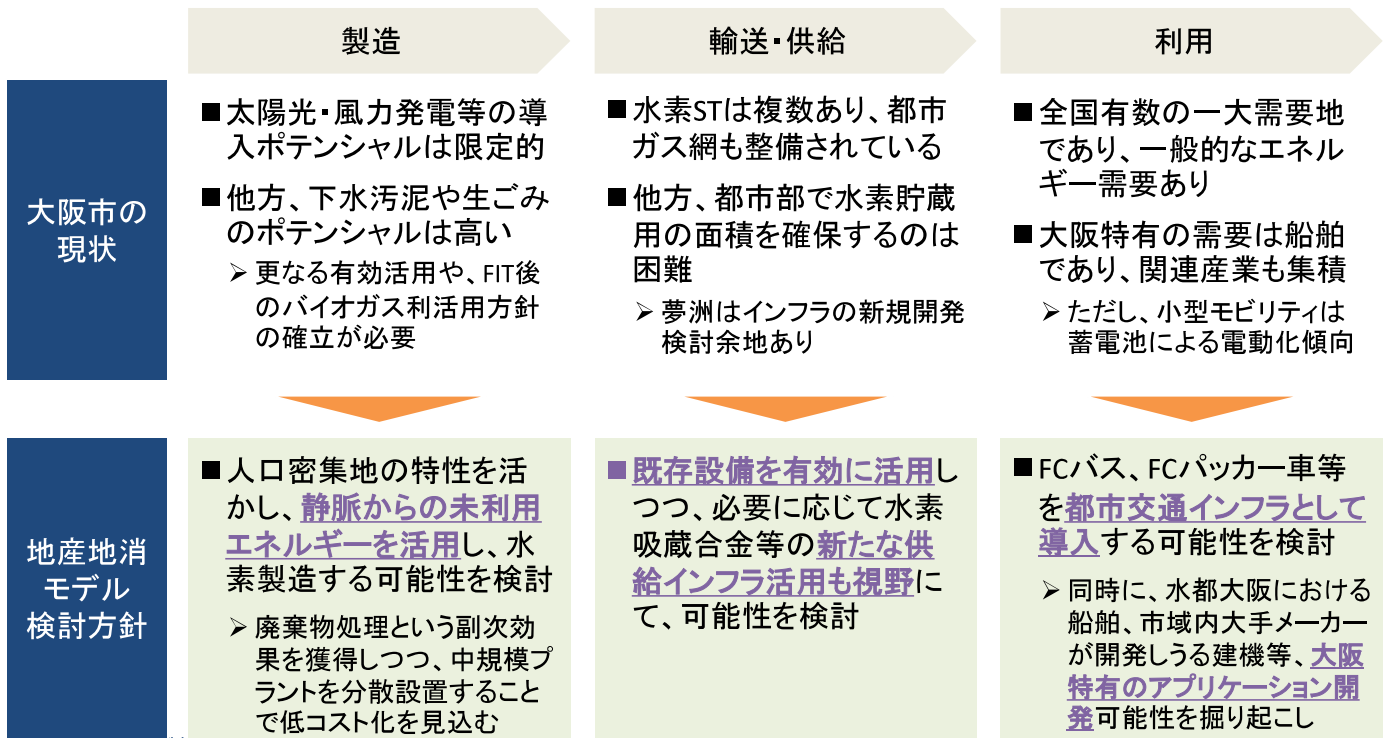 製造
輸送・供給
利用
大阪市の
現状
■太陽光・風力発電等の導
入ポテンシャルは限定的
■他方、下水汚泥や生ごみ
のポテンシャルは高い
➢更なる有効活用や、FIT後
のバイオガス利活用方針
の確立が必要
■水素STは複数あり、都市
ガス網も整備されている
■他方、都市部で水素貯蔵
用の面積を確保するのは
困難
➢夢洲はインフラの新規開発
検討余地あり
■全国有数の一大需要地
であり、一般的なエネル
ギー需要あり
■大阪特有の需要は船舶
であり、関連産業も集積
➢ただし、小型モビリティは
蓄電池による電動化傾向
地産地消
モデル
検討方針
■人口密集地の特性を活
かし、静脈からの未利用
エネルギーを活用し、水
素製造する可能性を検討
➢廃棄物処理という副次効
果を獲得しつつ、中規模プ
ラントを分散設置すること
で低コスト化を見込む
■既存設備を有効に活用し
つつ、必要に応じて水素
吸蔵合金等の新たな供
給インフラ活用も視野に
て、可能性を検討
■FCバス、FCパッカー車等
を都市交通インフラとして
導入する可能性を検討
➢同時に、水都大阪における
船舶、市域内大手メーカー
が開発しうる建機等、大阪
特有のアプリケーション開
発可能性を掘り起こし